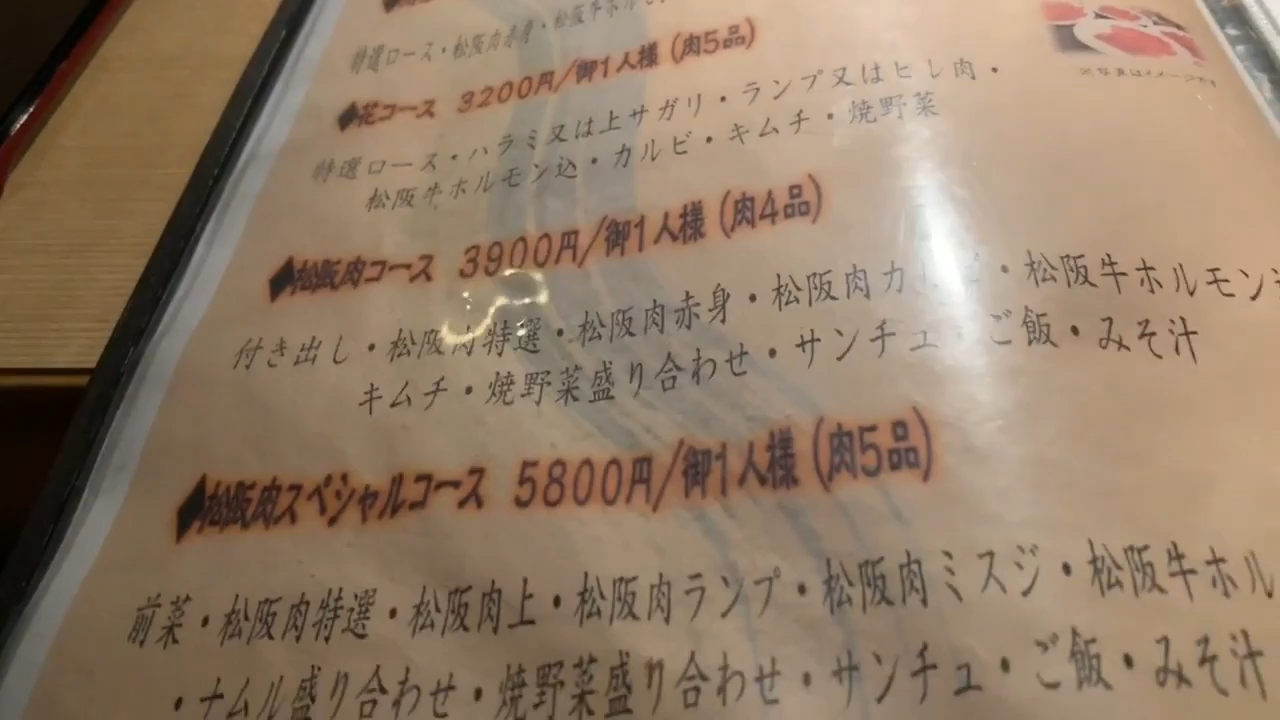 特選ロース・松阪肉赤身・松阪牛ホルモ
◆花コース 3200円/御1人様 (肉5品)
特選ロース・ハラミ又は上サガリ・ランプ又はヒレ肉・
松阪牛ホルモン込・カルビ・キムチ・焼野菜
◆松阪肉コース 3900円/御1人様 (肉4品)
付き出し・松阪肉特選・松阪肉赤身・松阪肉カルビ・松阪牛ホルモン
キムチ・焼野菜盛り合わせ・サンチュ・ご飯・みそ汁
◆松阪肉スペシャルコース 5800円/御1人様 (肉5品)
前菜・松阪肉特選・松阪肉上・松阪肉ランプ・松阪肉ミスジ・松阪牛ホル
・ナムル盛り合わせ・焼野菜盛り合わせ・サンチュ・ご飯・みそ汁
※写真はイメージです